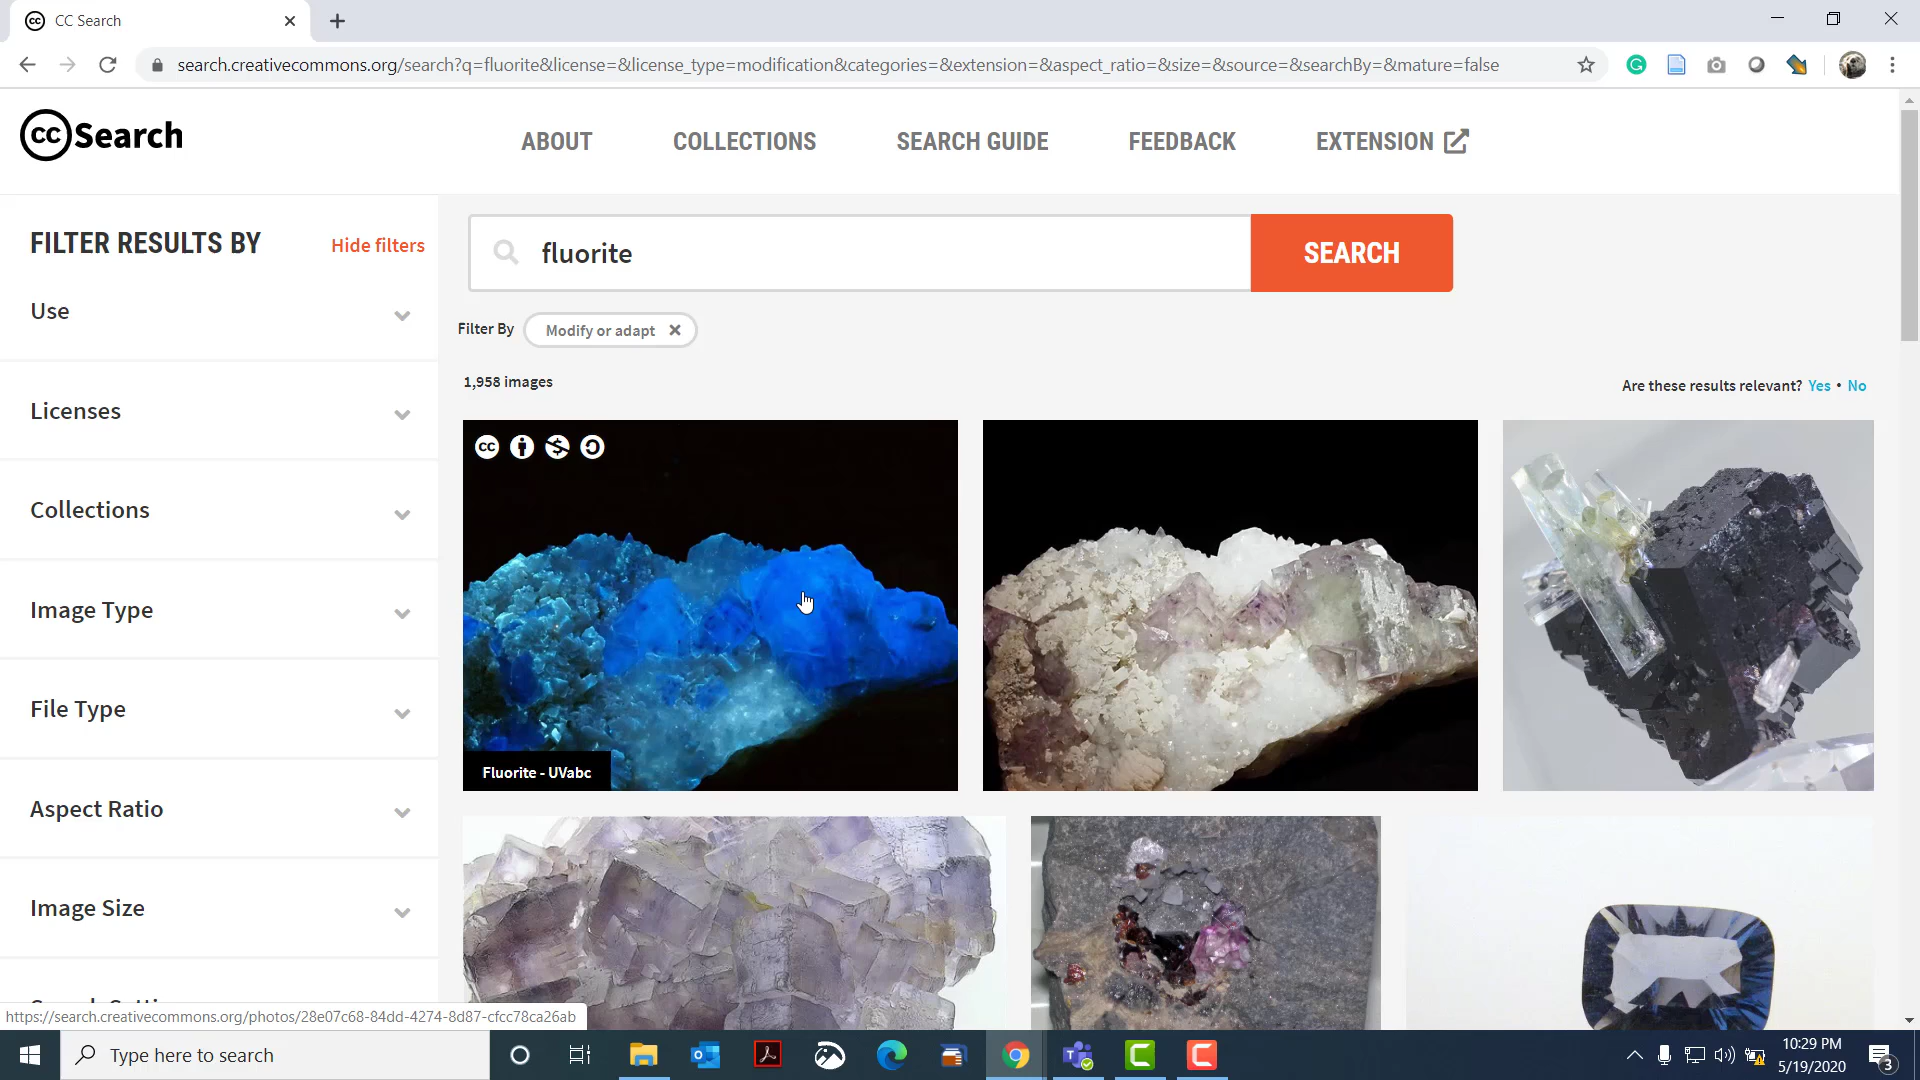 CC Search
search.creativecommons.org/search?q=fluorite&license=&license_type=modification&categories=&extension=&aspect_ratio=&size=&source=&searchBy=&mature=false
cc Search
ABOUT
COLLECTIONS
SEARCH GUIDE
FEEDBACK
EXTENSION
FILTER RESULTS BY
Hide filters
Use
Licenses
Collections
Image Type
File Type
Aspect Ratio
Image Size
fluorite
SEARCH
Filter By
Modify or adapt
1,958 images
Are these results relevant? Yes • No
cc
Fluorite - UVabc
https://search.creativecommons.org/photos/28e07c68-84dd-4274-8d87-cfcc78ca26ab
Type here to search
10:29 PM
5/19/2020
3